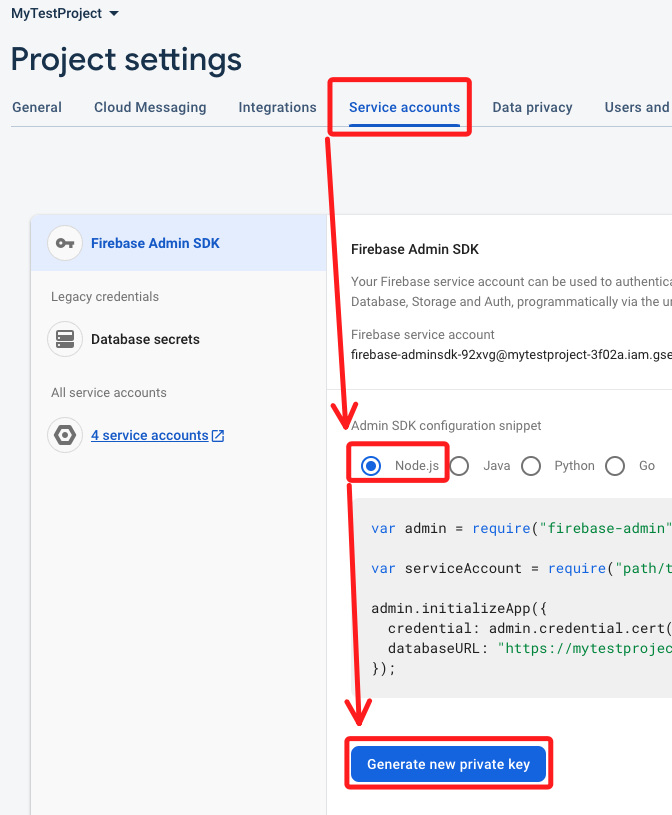 MyTestProject
Project settings
General Cloud Messaging Integrations Service accounts Data privacy Users and
Firebase Admin SDK
Legacy credentials
Database secrets
All service accounts
4 service accounts
Firebase Admin SDK
Your Firebase service account can be used to authentica
Database, Storage and Auth, programmatically via the u
Firebase service account
firebase-adminsdk-92xvg@mytestproject-3f02a.iam.gse
Admin SDK configuration snippet
Node.js Java Python Go
var admin = require("firebase-admin"
var serviceAccount = require("path/t
admin.initializeApp({
credential: admin.credential.cert(
databaseURL: "https://mytestprojec
});
Generate new private key